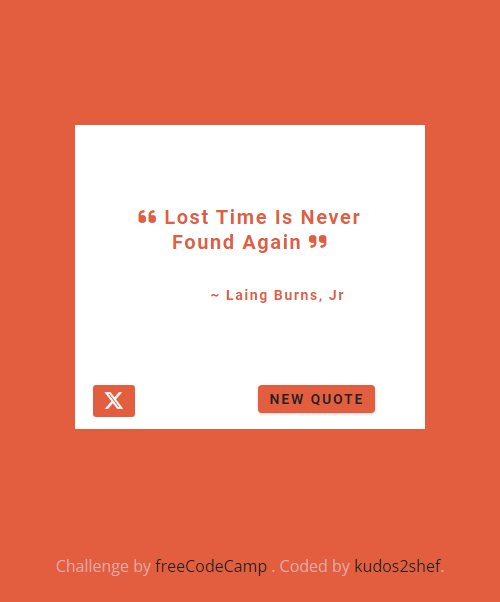 ❝ Lost Time Is Never
Found Again ❞
~ Laing Burns, Jr
X NEW QUOTE
Challenge by freeCodeCamp . Coded by kudos2shef.